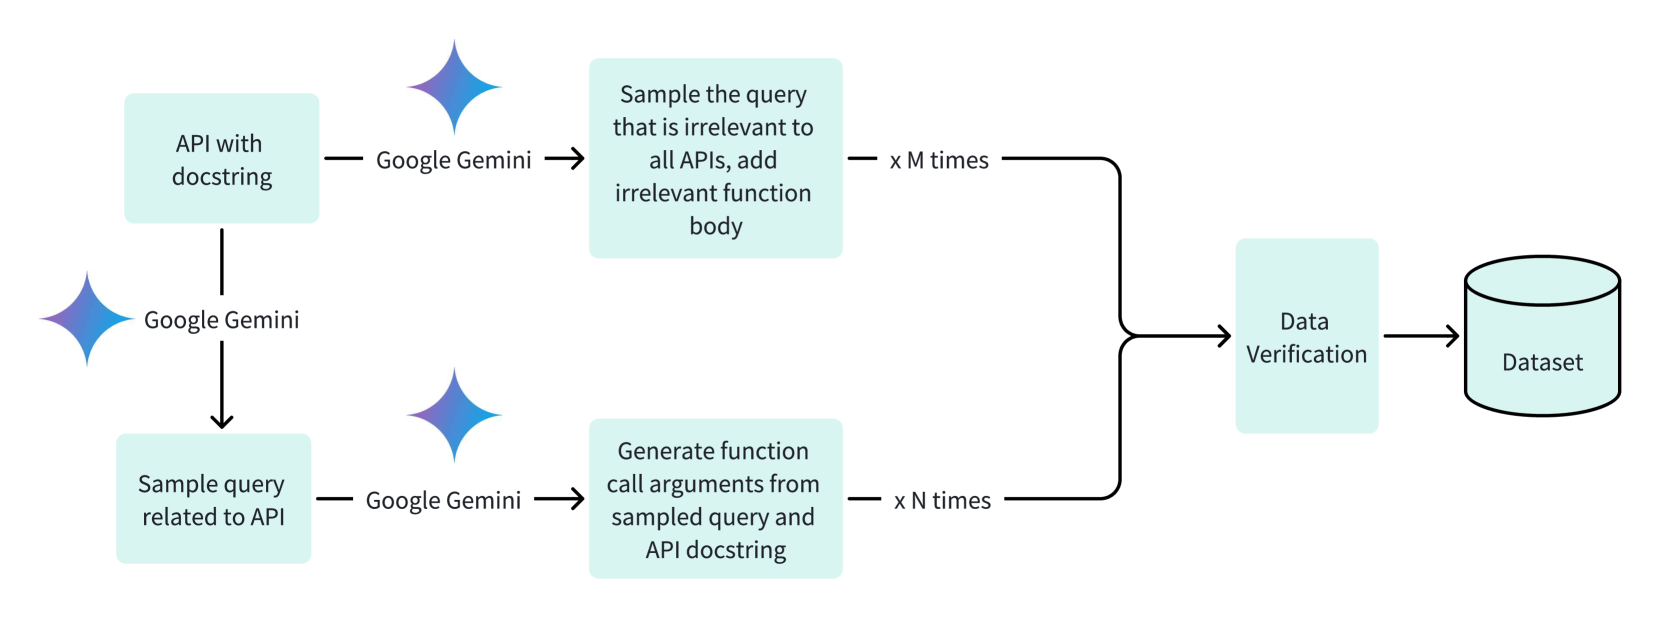 API with
docstring
Google Gemini
Sample the query
that is irrelevant to
all APIs, add
irrelevant function
body
x M times
Google Gemini
Sample query
related to API
Google Gemini
Generate function
call arguments from
sampled query and
API docstring
x N times
Data
Verification
Dataset